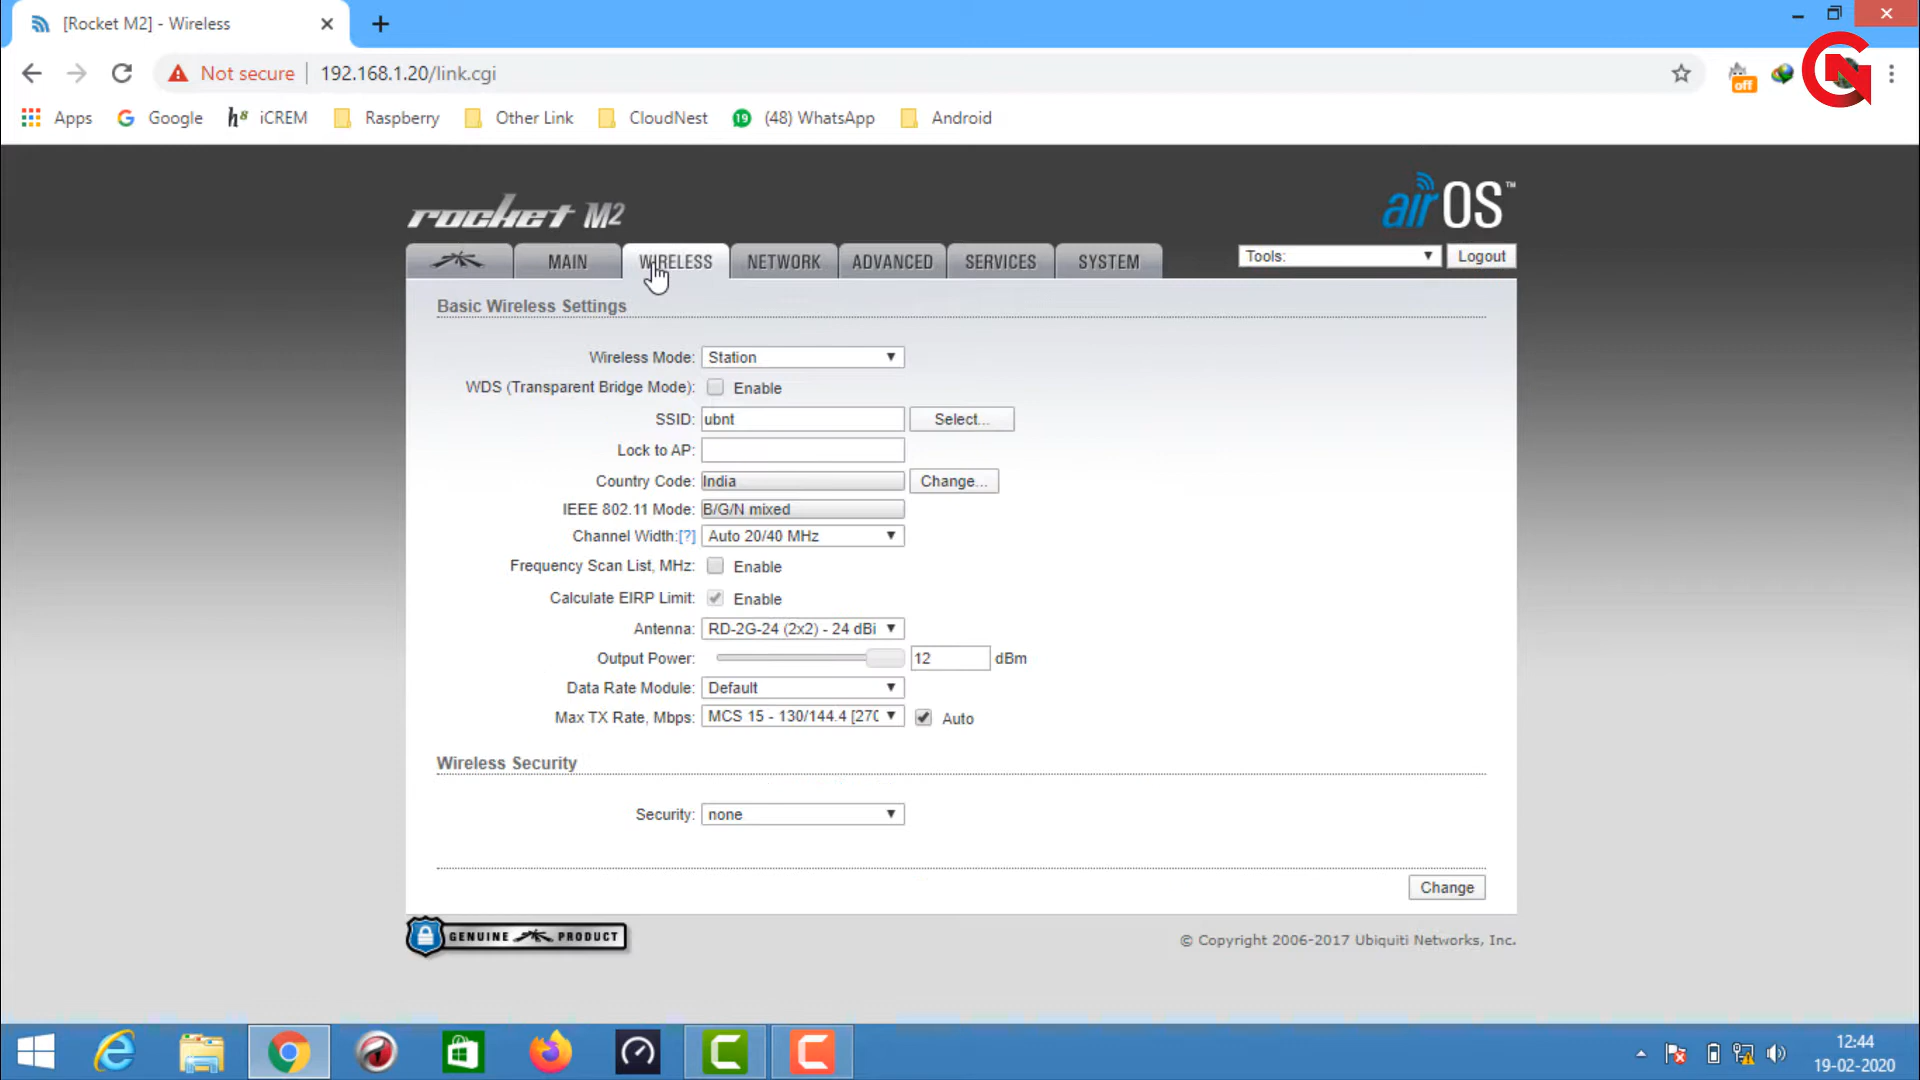 [Rocket M2] - Wireless
Not secure | 192.168.1.20/link.cgi
off
Apps Google iCREM Raspberry Other Link CloudNest 19 (48) WhatsApp Android
rocket M2
airOS™
MAIN WIRELESS NETWORK ADVANCED SERVICES SYSTEM
Tools: Logout
Basic Wireless Settings
Wireless Mode: Station
WDS (Transparent Bridge Mode): Enable
SSID: ubnt Select...
Lock to AP:
Country Code: India Change...
IEEE 802.11 Mode: B/G/N mixed
Channel Width:[?] Auto 20/40 MHz
Frequency Scan List, MHz: Enable
Calculate EIRP Limit: Enable
Antenna: RD-2G-24 (2x2) - 24 dBi
Output Power: 12 dBm
Data Rate Module: Default
Max TX Rate, Mbps: MCS 15 - 130/144.4 [270 Auto
Wireless Security
Security: none
Change
GENUINE PRODUCT
© Copyright 2006-2017 Ubiquiti Networks, Inc.
12:44
19-02-2020